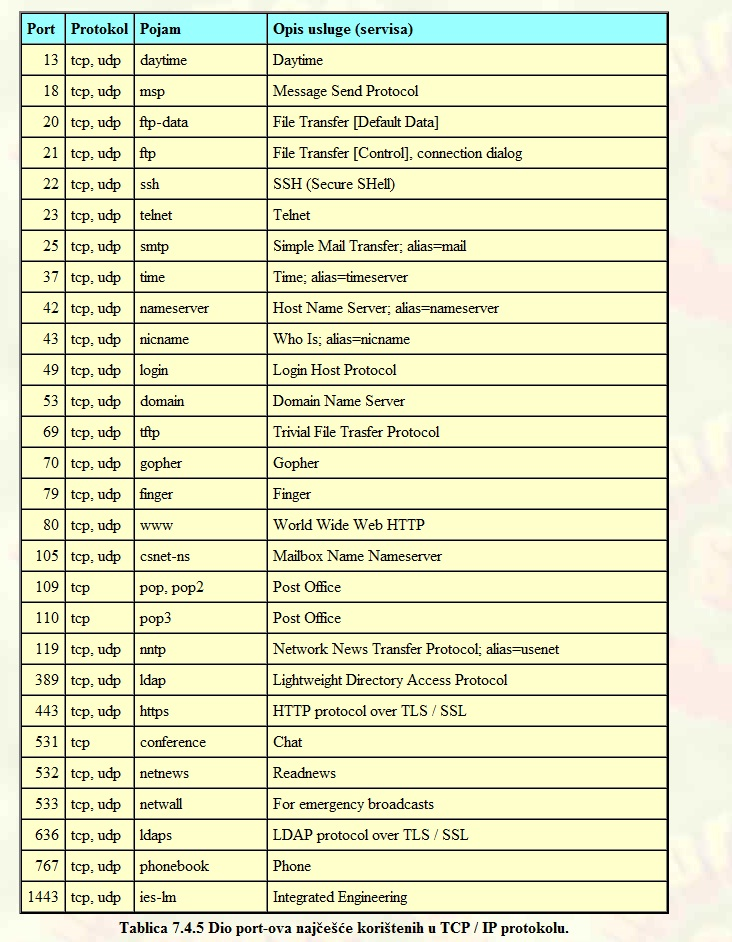 Port Protokol Pojam Opis usluge (servisa)
13 tcp, udp daytime Daytime
18 tcp, udp msp Message Send Protocol
20 tcp, udp ftp-data File Transfer [Default Data]
21 tcp, udp ftp File Transfer [Control], connection dialog
22 tcp, udp ssh SSH (Secure SHell)
23 tcp, udp telnet Telnet
25 tcp, udp smtp Simple Mail Transfer; alias=mail
37 tcp, udp time Time; alias=timeserver
42 tcp, udp nameserver Host Name Server; alias=nameserver
43 tcp, udp nicname Who Is; alias=nicname
49 tcp, udp login Login Host Protocol
53 tcp, udp domain Domain Name Server
69 tcp, udp tftp Trivial File Trasfer Protocol
70 tcp, udp gopher Gopher
79 tcp, udp finger Finger
80 tcp, udp www World Wide Web HTTP
105 tcp, udp csnet-ns Mailbox Name Nameserver
109 tcp pop, pop2 Post Office
110 tcp pop3 Post Office
119 tcp, udp nntp Network News Transfer Protocol; alias=usenet
389 tcp, udp ldap Lightweight Directory Access Protocol
443 tcp, udp https HTTP protocol over TLS / SSL
531 tcp conference Chat
532 tcp, udp netnews Readnews
533 tcp, udp netwall For emergency broadcasts
636 tcp, udp ldaps LDAP protocol over TLS / SSL
767 tcp, udp phonebook Phone
1443 tcp, udp ies-lm Integrated Engineering
Tablica 7.4.5 Dio port-ova najčešće korištenih u TCP / IP protokolu.